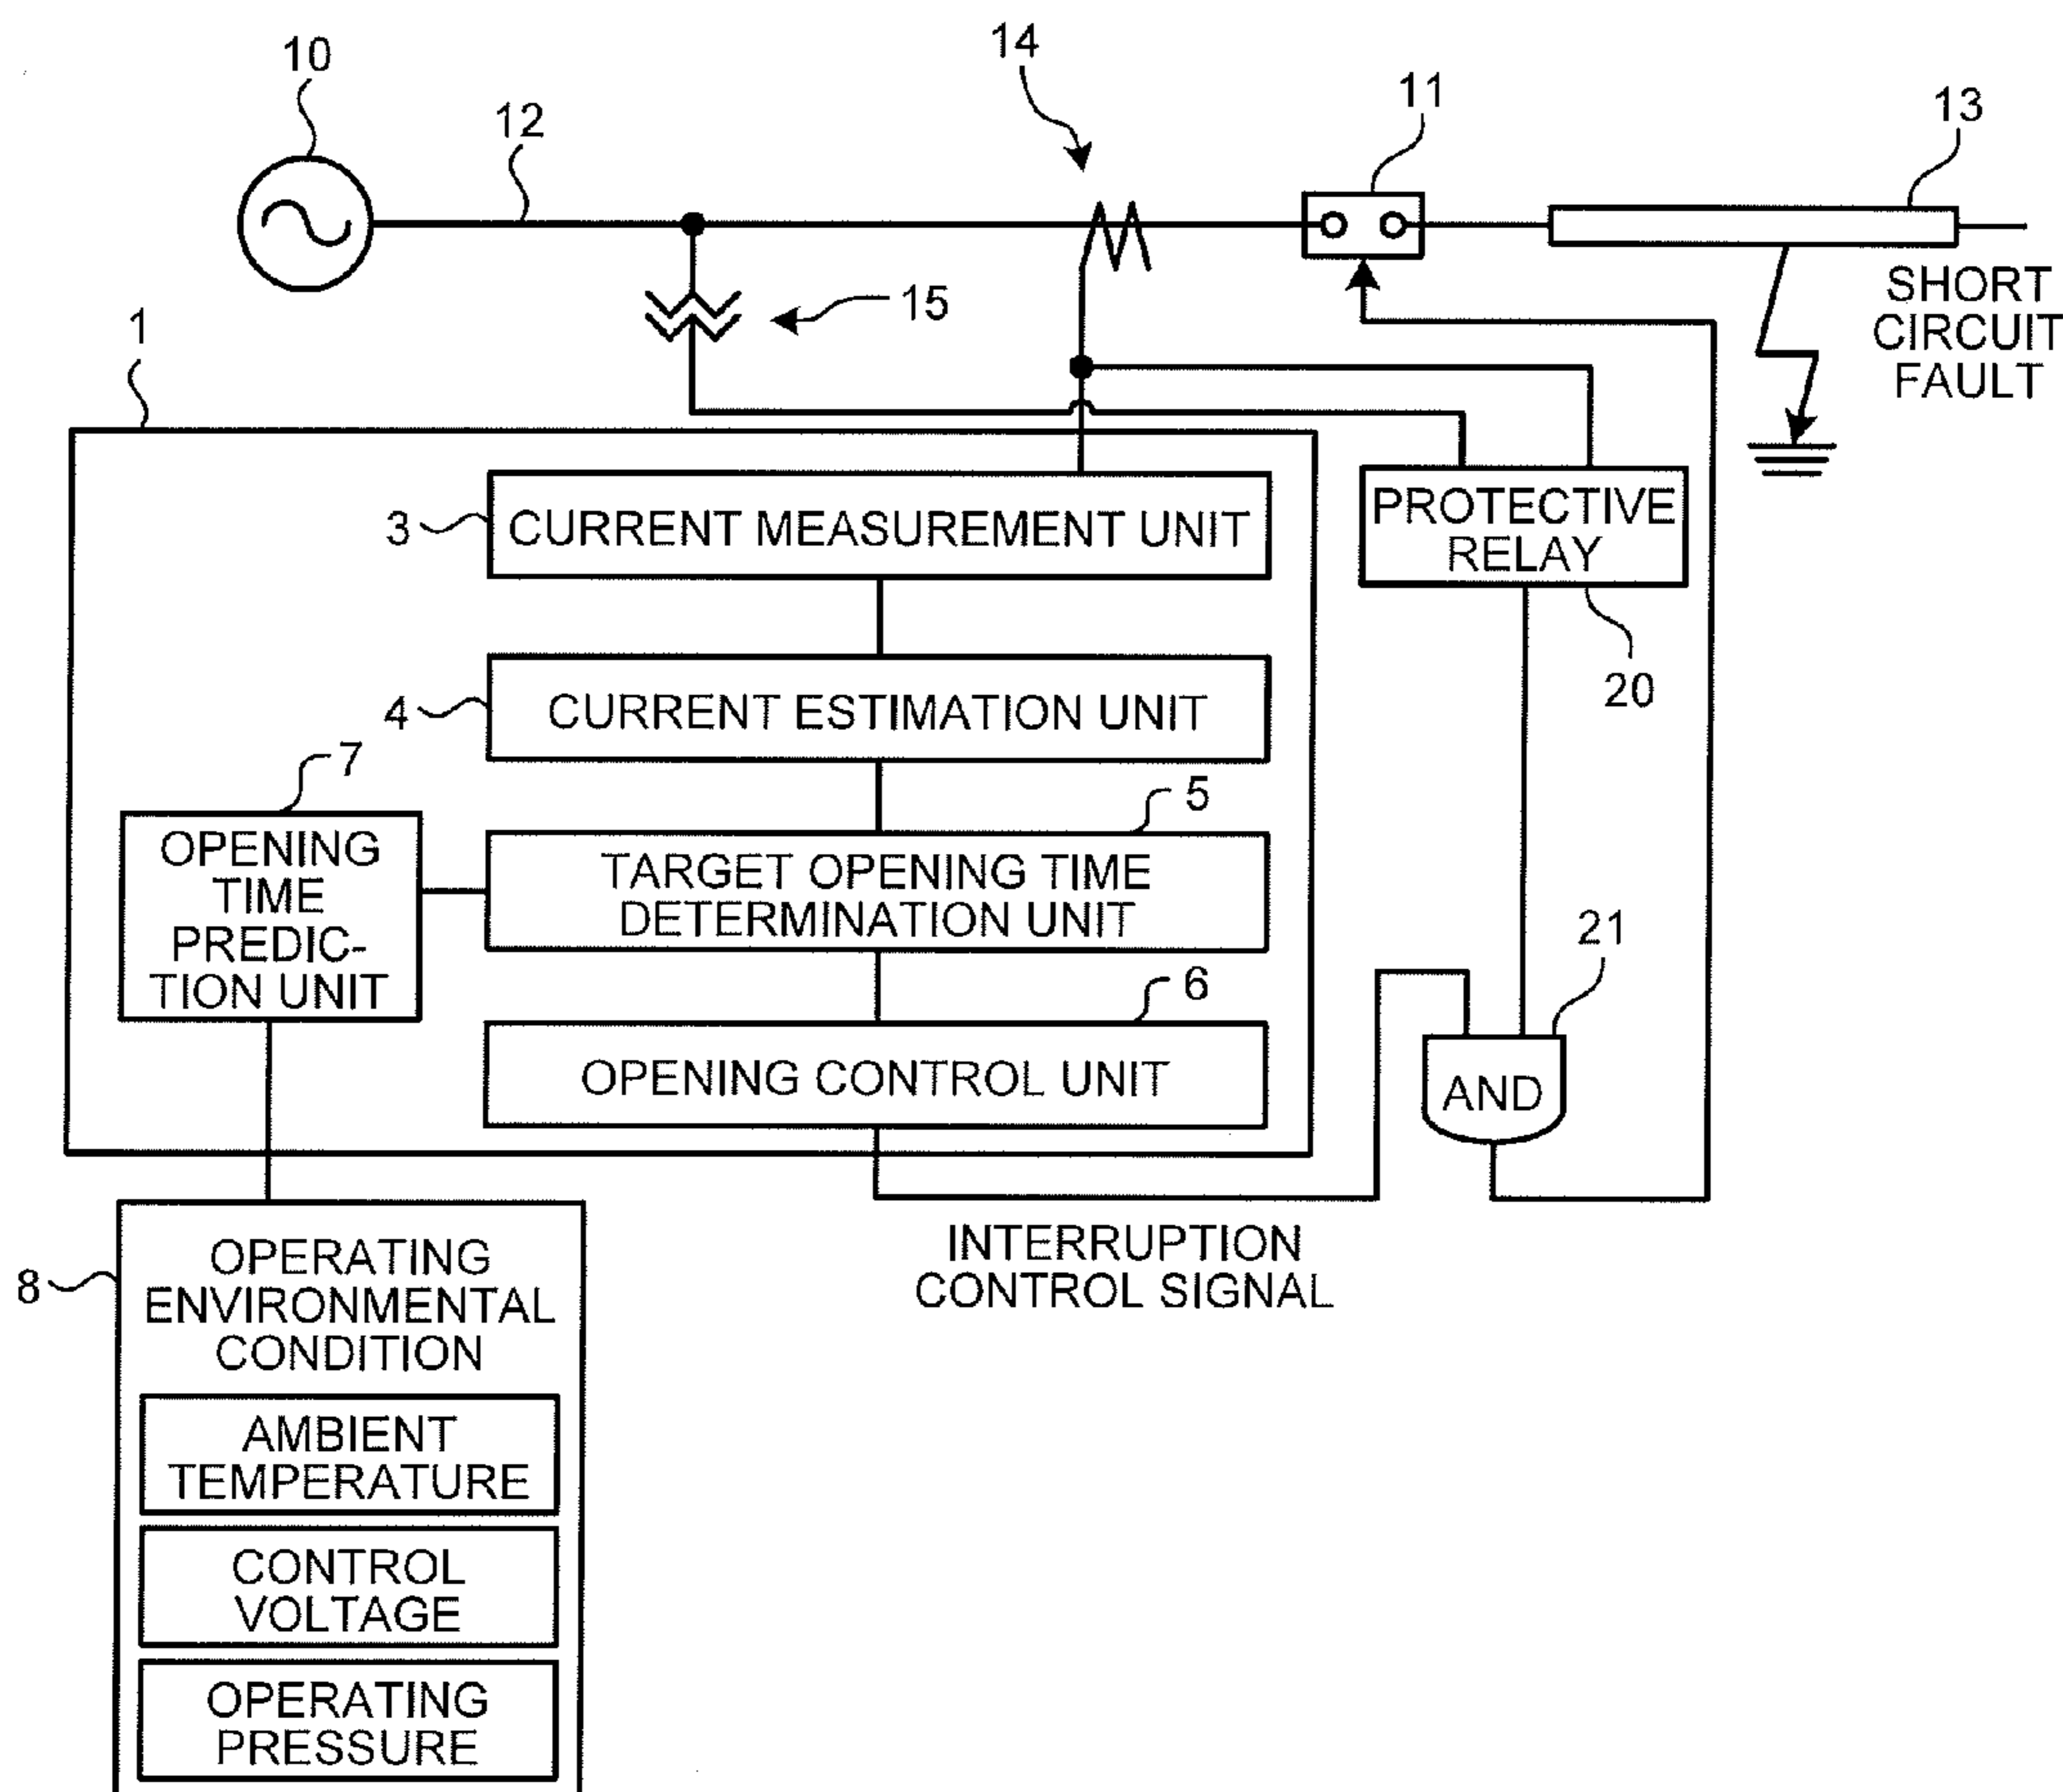 10
12
14
11
13
15
SHORT
CIRCUIT
FAULT
1
3
CURRENT MEASUREMENT UNIT
PROTECTIVE
RELAY
20
4
CURRENT ESTIMATION UNIT
7
OPENING
TIME
PREDIC-
TION UNIT
5
TARGET OPENING TIME
DETERMINATION UNIT
21
AND
6
OPENING CONTROL UNIT
INTERRUPTION
CONTROL SIGNAL
8
OPERATING
ENVIRONMENTAL
CONDITION
AMBIENT
TEMPERATURE
CONTROL
VOLTAGE
OPERATING
PRESSURE